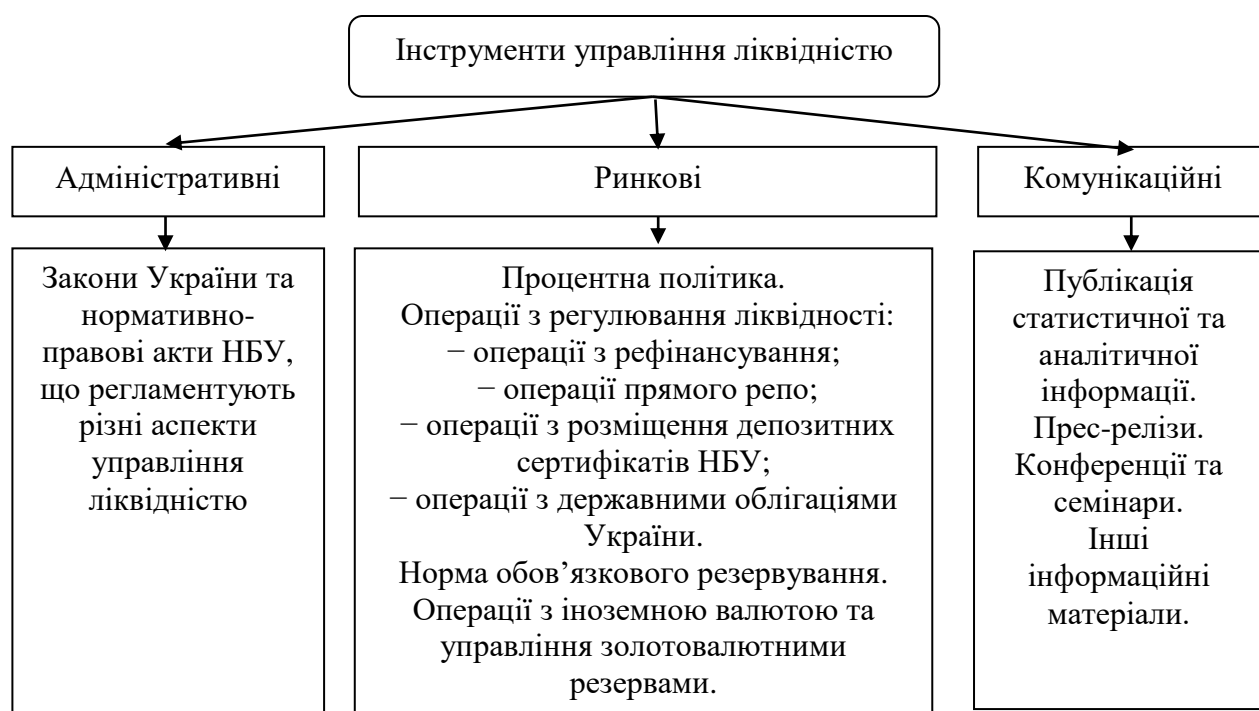 Інструменти управління ліквідністю
Адміністративні
Ринкові
Комунікаційні
Закони України та
нормативно-
правові акти НБУ,
що регламентують
різні аспекти
управління
ліквідністю
Процентна політика.
Операції з регулювання ліквідності:
− операції з рефінансування;
− операції прямого репо;
− операції з розміщення депозитних
сертифікатів НБУ;
− операції з державними облігаціями
України.
Норма обов’язкового резервування.
Операції з іноземною валютою та
управління золотовалютними
резервами.
Публікація
статистичної та
аналітичної
інформації.
Прес-релізи.
Конференції та
семінари.
Інші
інформаційні
матеріали.